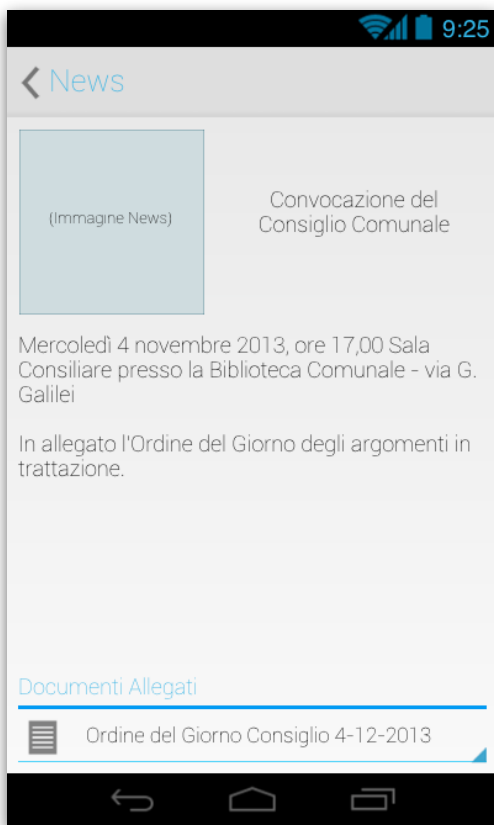 9:25
News
(Immagine News)
Convocazione del
Consiglio Comunale
Mercoledì 4 novembre 2013, ore 17,00 Sala
Consiliare presso la Biblioteca Comunale - via G.
Galilei
In allegato l'Ordine del Giorno degli argomenti in
trattazione.
Documenti Allegati
Ordine del Giorno Consiglio 4-12-2013